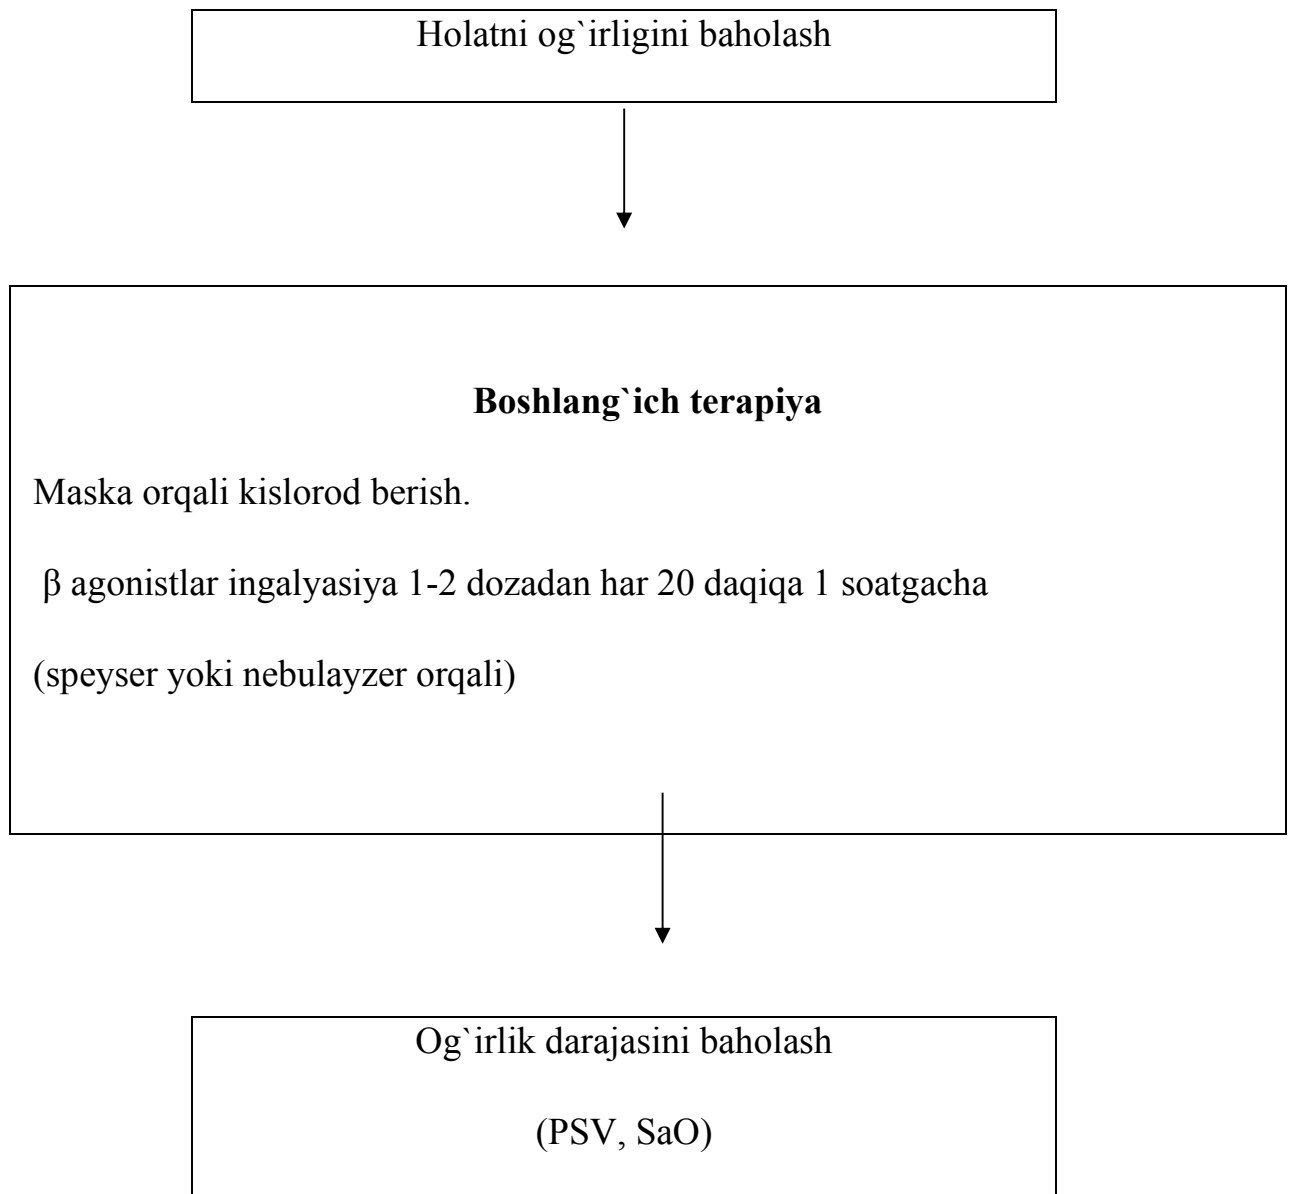 Holatni og`irligini baholash
Boshlang`ich terapiya
Maska orqali kislorod berish.
β agonistlar ingalyasiya 1-2 dozadan har 20 daqiqa 1 soatgacha
(speyser yoki nebulayzer orqali)
Og`irlik darajasini baholash
(PSV, SaO)